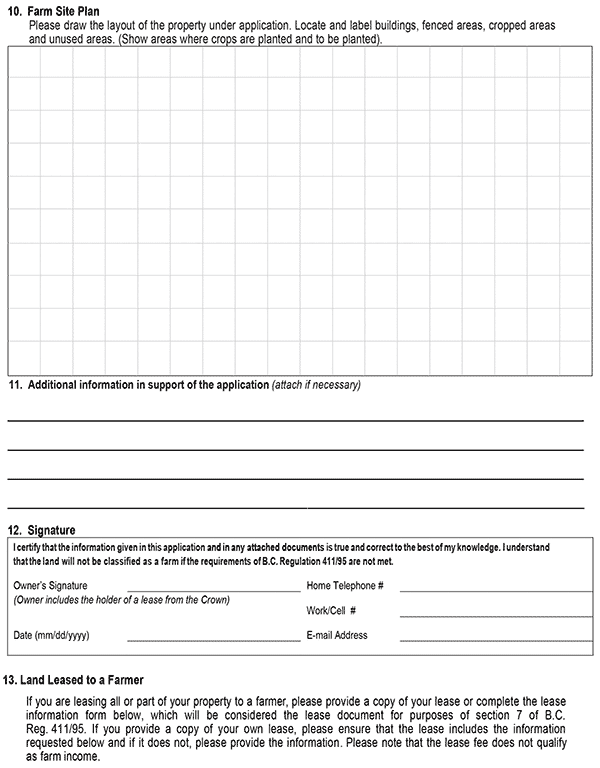 10. Farm Site Plan
Please draw the layout of the property under application. Locate and label buildings, fenced areas, cropped areas
and unused areas. (Show areas where crops are planted and to be planted).
11. Additional information in support of the application (attach if necessary)
12. Signature
I certify that the information given in this application and in any attached documents is true and correct to the best of my knowledge. I understand
that the land will not be classified as a farm if the requirements of B.C. Regulation 411/95 are not met.
Owner's Signature
Home Telephone #
(Owner includes the holder of a lease from the Crown)
Work/Cell #
Date (mm/dd/yyyy)
E-mail Address
13. Land Leased to a Farmer
If you are leasing all or part of your property to a farmer, please provide a copy of your lease or complete the lease
information form below, which will be considered the lease document for purposes of section 7 of B.C.
Reg. 411/95. If you provide a copy of your own lease, please ensure that the lease includes the information
requested below and if it does not, please provide the information. Please note that the lease fee does not qualify
as farm income.